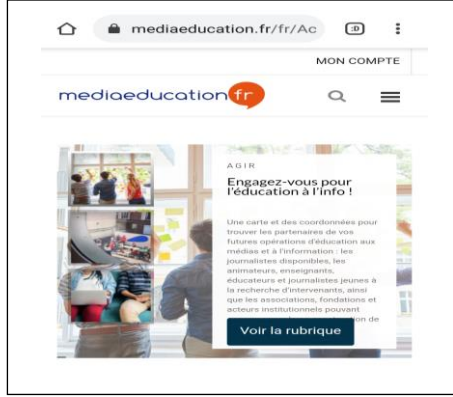 mediaeducation.fr/fr/Ac
:D
MON COMPTE
mediaeducation fr
AGIR
Engagez-vous pour
l'éducation à l'info !
Une carte et des coordonnées pour
trouver les partenaires de vos
futures opérations d'éducation aux
médias et à l'information : les
journalistes disponibles, les
animateurs, enseignants,
éducateurs et journalistes jeunes à
la recherche d'intervenants, ainsi
que les associations, fondations et
acteurs institutionnels pouvant
de
Voir la rubrique